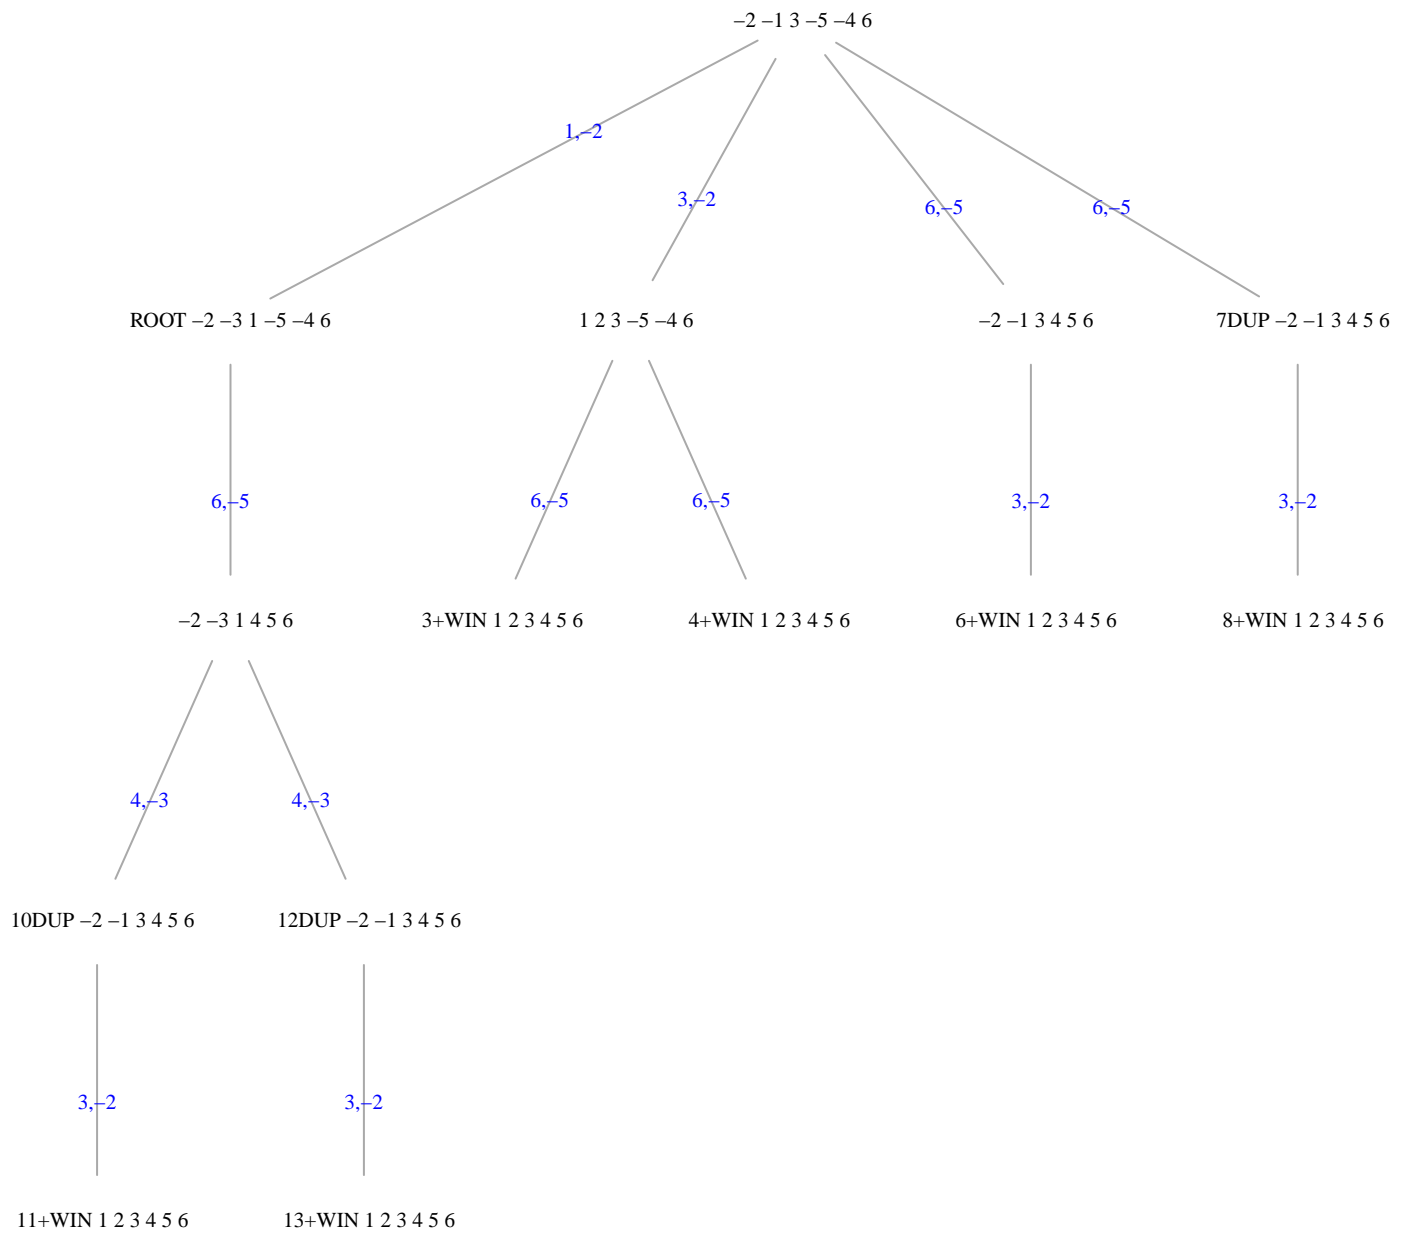 –2 –1 3 –5 –4 6
1,–2
3,–2
6,–5
6,–5
ROOT –2 –3 1 –5 –4 6
1 2 3 –5 –4 6
–2 –1 3 4 5 6
7DUP –2 –1 3 4 5 6
6,–5
6,–5
6,–5
3,–2
3,–2
–2 –3 1 4 5 6
3+WIN 1 2 3 4 5 6
4+WIN 1 2 3 4 5 6
6+WIN 1 2 3 4 5 6
8+WIN 1 2 3 4 5 6
4,–3
4,–3
10DUP –2 –1 3 4 5 6
12DUP –2 –1 3 4 5 6
3,–2
3,–2
11+WIN 1 2 3 4 5 6
13+WIN 1 2 3 4 5 6